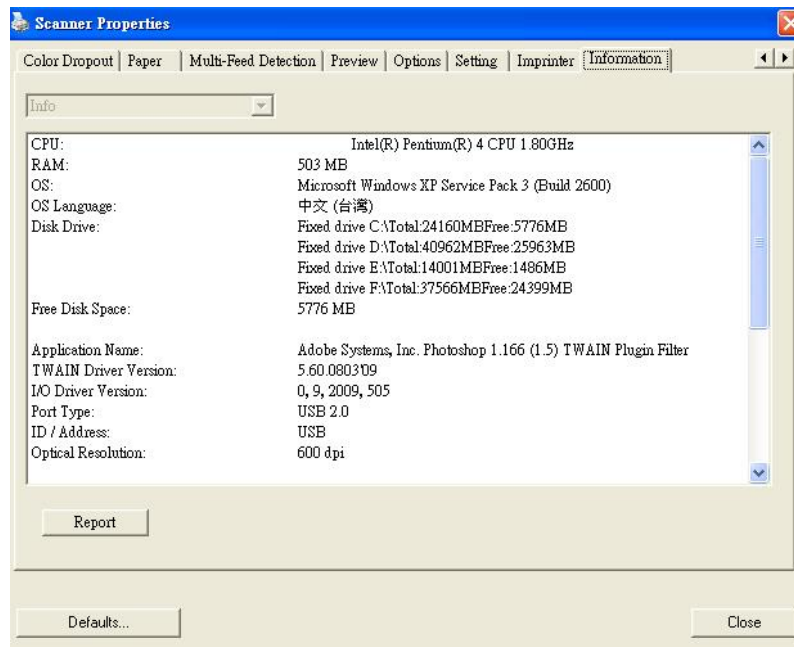 Scanner Properties
Color Dropout Paper Multi-Feed Detection Preview Options Setting Imprinter Information
Info
CPU: Intel(R) Pentium(R) 4 CPU 1.80GHz
RAM: 503 MB
OS: Microsoft Windows XP Service Pack 3 (Build 2600)
OS Language: 中文 (台灣)
Disk Drive: Fixed drive C:\Total:24160MBFree:5776MB
Fixed drive D:\Total:40962MBFree:25963MB
Fixed drive E:\Total:14001MBFree:1486MB
Fixed drive F:\Total:37566MBFree:24399MB
Free Disk Space: 5776 MB
Application Name: Adobe Systems, Inc. Photoshop 1.166 (1.5) TWAIN Plugin Filter
TWAIN Driver Version: 5.60.0803'09
I/O Driver Version: 0, 9, 2009, 505
Port Type: USB 2.0
ID / Address: USB
Optical Resolution: 600 dpi
Report
Defaults... Close